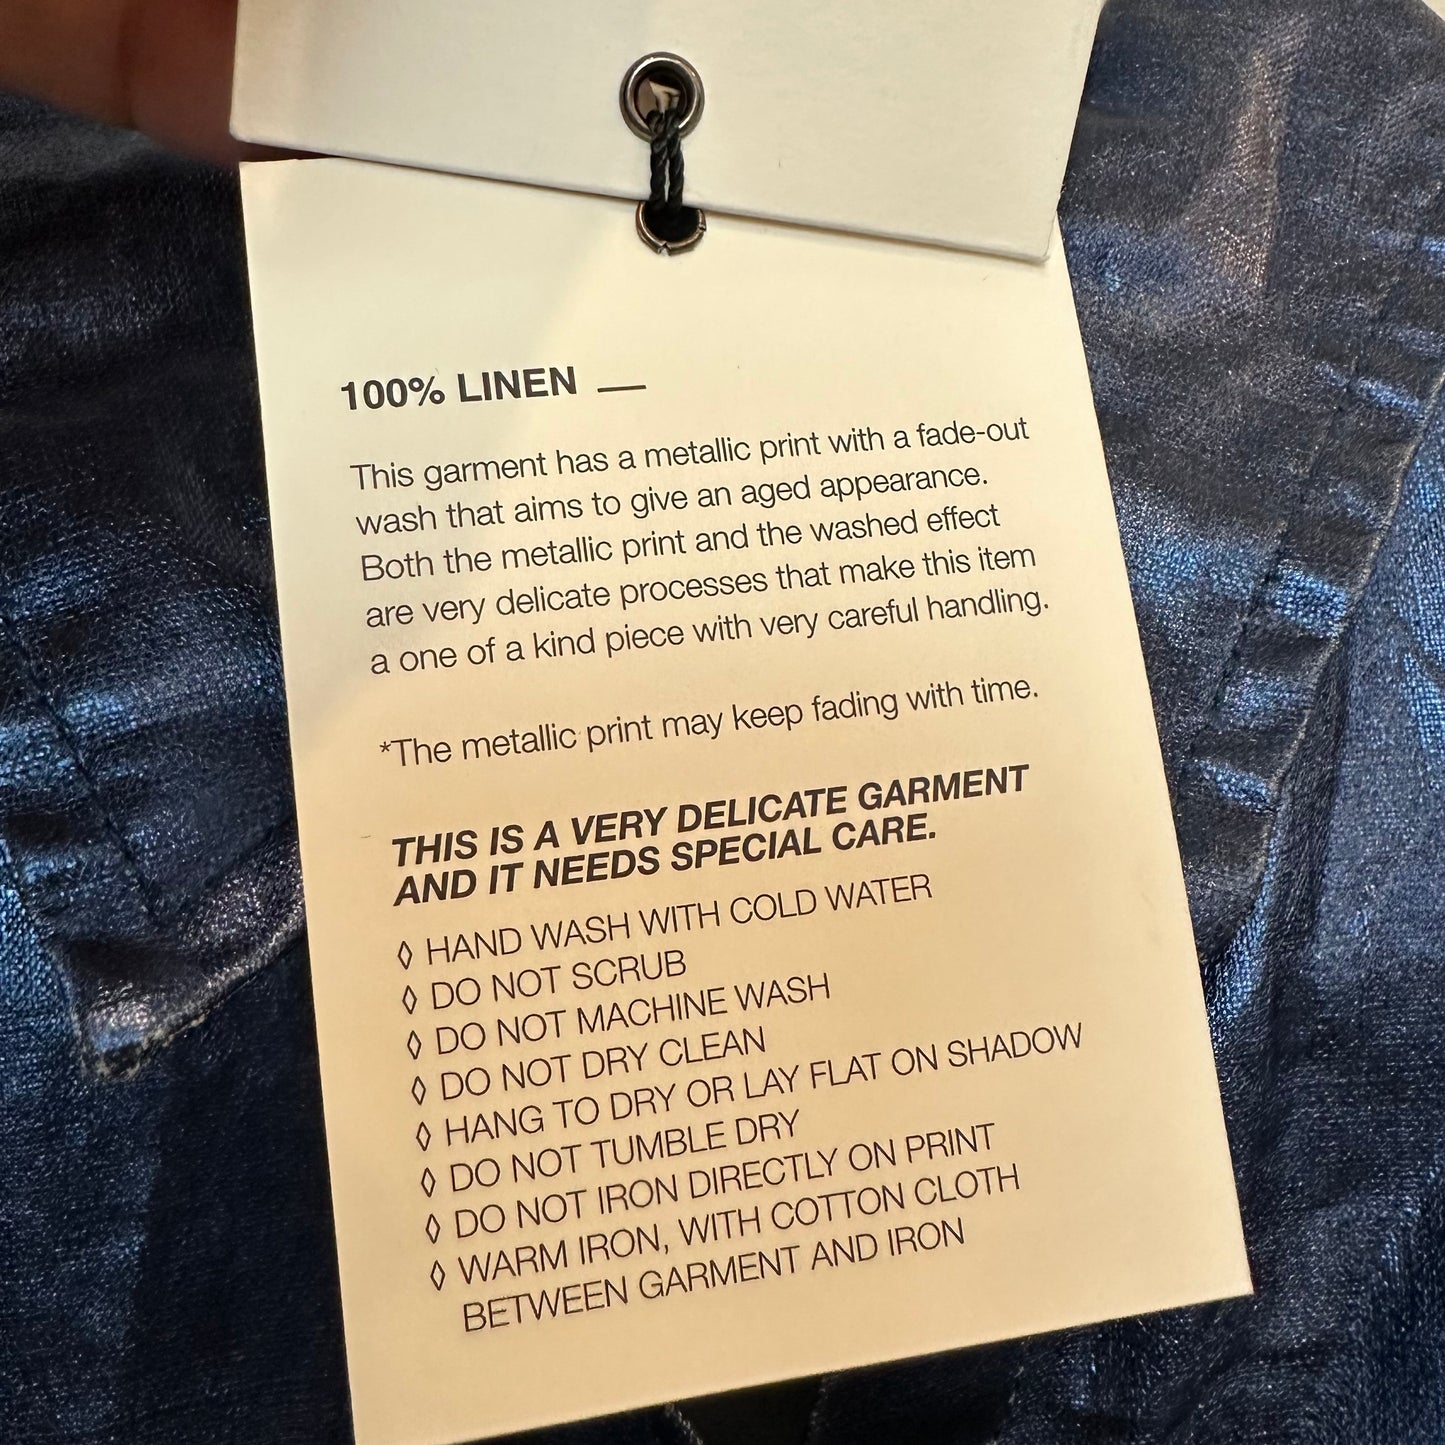 100% LINEN —
This garment has a metallic print with a fade-out
wash that aims to give an aged appearance.
Both the metallic print and the washed effect
are very delicate processes that make this item
a one of a kind piece with very careful handling.
*The metallic print may keep fading with time.
THIS IS A VERY DELICATE GARMENT
AND IT NEEDS SPECIAL CARE.
◊ HAND WASH WITH COLD WATER
◊ DO NOT SCRUB
◊ DO NOT MACHINE WASH
◊ DO NOT DRY CLEAN
◊ HANG TO DRY OR LAY FLAT ON SHADOW
◊ DO NOT TUMBLE DRY
◊ DO NOT IRON DIRECTLY ON PRINT
◊ WARM IRON, WITH COTTON CLOTH
BETWEEN GARMENT AND IRON